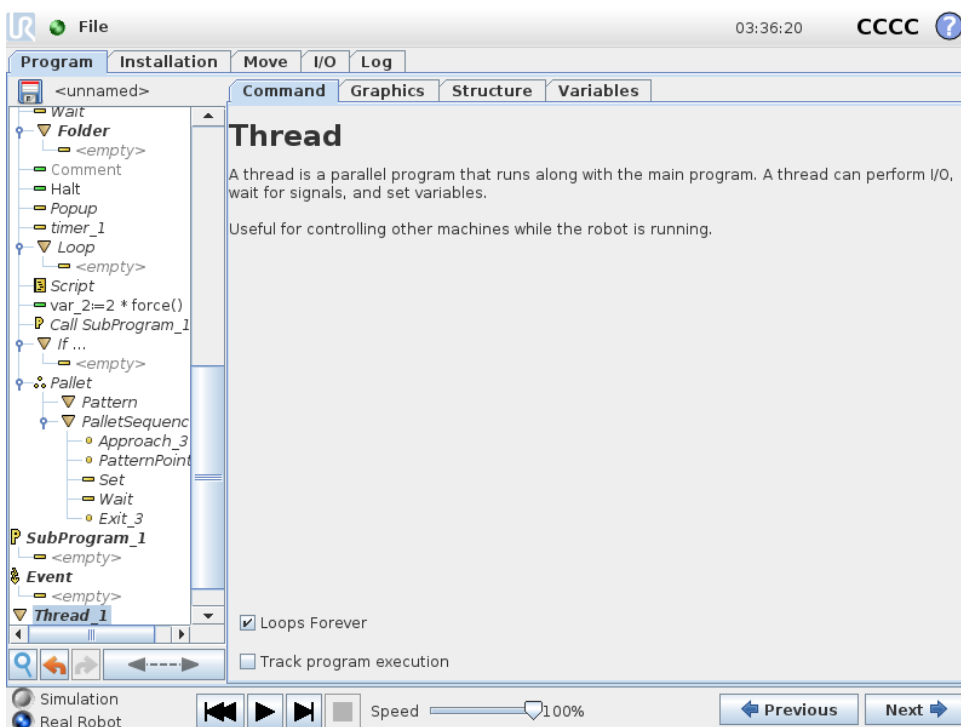 UR File 03:36:20 CCCC ?
Program Installation Move I/O Log
<unnamed> Command Graphics Structure Variables
Wait
Folder
<empty>
Comment
Halt
Popup
timer_1
Loop
<empty>
Script
var_2:=2 * force()
Call SubProgram_1
If ...
<empty>
Pallet
Pattern
PalletSequenc
Approach_3
PatternPoint
Set
Wait
Exit_3
P SubProgram_1
<empty>
Event
<empty>
Thread_1
Thread
A thread is a parallel program that runs along with the main program. A thread can perform I/O,
wait for signals, and set variables.
Useful for controlling other machines while the robot is running.
Loops Forever
Track program execution
Simulation
Real Robot
Speed 100%
Previous Next